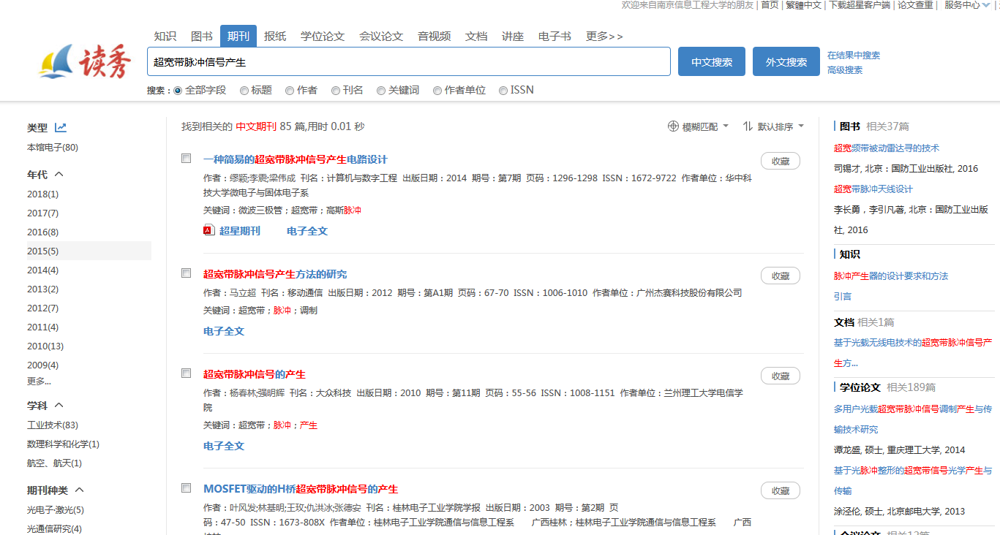 欢迎来自南京信息工程大学的朋友 | 首页 | 繁體中文 | 下载超星客户端 | 论文查重 | 服务中心
知识 图书 期刊 报纸 学位论文 会议论文 音视频 文档 讲座 电子书 更多>>
读秀
超宽带脉冲信号产生
中文搜索 外文搜索
在结果中搜索
高级搜索
搜索： 全部字段 标题 作者 刊名 关键词 作者单位 ISSN
类型
本馆电子(80)
年代
2018(1)
2017(7)
2016(8)
2015(5)
2014(4)
2013(2)
2012(7)
2011(4)
2010(13)
2009(4)
更多...
学科
工业技术(83)
数理科学和化学(1)
航空、航天(1)
期刊种类
光电子·激光(5)
光通信研究(4)
找到相关的 中文期刊 85 篇,用时 0.01 秒
模糊匹配 默认排序
一种简易的超宽带脉冲信号产生电路设计
收藏
作者：缪颖;李震;梁伟成 刊名：计算机与数字工程 出版日期：2014 期号：第7期 页码：1296-1298 ISSN：1672-9722 作者单位：华中科
技大学微电子与固体电子系
关键词：微波三极管；超宽带；高斯脉冲
超星期刊 电子全文
超宽带脉冲信号产生方法的研究
收藏
作者：马立超 刊名：移动通信 出版日期：2012 期号：第A1期 页码：67-70 ISSN：1006-1010 作者单位：广州杰赛科技股份有限公司
关键词：超宽带；脉冲；调制
电子全文
超宽带脉冲信号的产生
收藏
作者：杨春林;强明辉 刊名：大众科技 出版日期：2010 期号：第11期 页码：55-56 ISSN：1008-1151 作者单位：兰州理工大学电信学
院
关键词：超宽带；脉冲；产生
电子全文
MOSFET驱动的H桥超宽带脉冲信号的产生
收藏
作者：叶风发;林基明;王玫;仇洪冰;张德安 刊名：桂林电子工业学院学报 出版日期：2003 期号：第2期 页
码：47-50 ISSN：1673-808X 作者单位：桂林电子工业学院通信与信息工程系 广西桂林；桂林电子工业学院通信与信息工程系 广西
图书 相关37篇
超宽频带被动雷达寻的技术
司锡才, 北京：国防工业出版社, 2016
超宽带脉冲天线设计
李长勇，李引凡著, 北京：国防工业出版
社, 2016
知识
脉冲产生器的设计要求和方法
引言
文档 相关1篇
基于光载无线电技术的超宽带脉冲信号产
生方...
学位论文 相关189篇
多用户光载超宽带脉冲信号调制产生与传
输技术研究
谭龙盛, 硕士, 重庆理工大学, 2014
基于光脉冲整形的超宽带信号光学产生与
传输
涂泾伦, 硕士, 北京邮电大学, 2013
会议论文 相关12篇